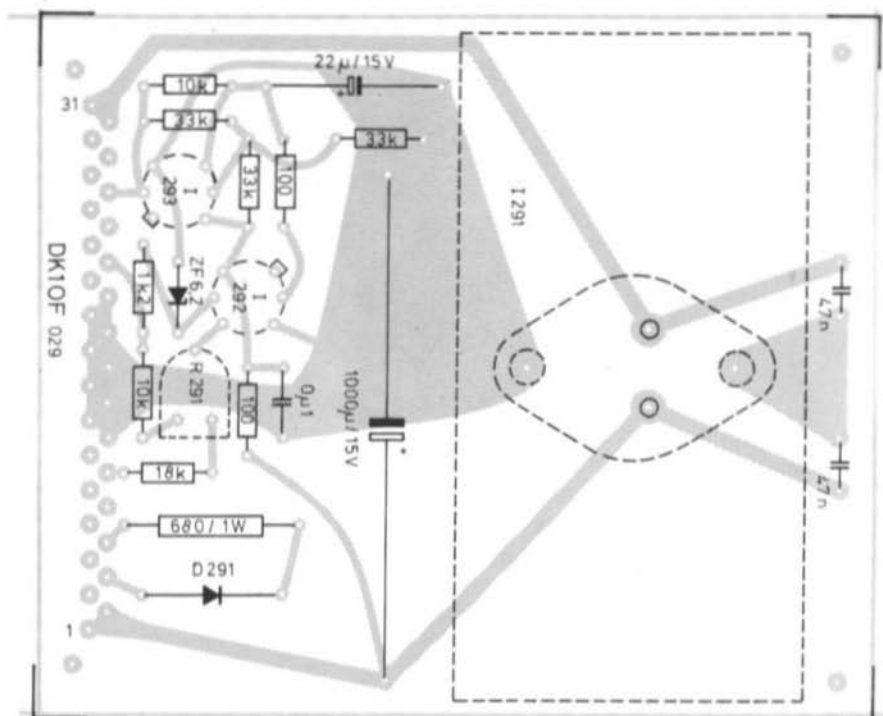 22µ/15V
10k
31
33k
33k
33k
100
I
293
I 291
DK1OF 029
ZF6,2
1k2
I
292
47n
R 291
10k
100
0µ1
1000µ/15V
47n
18k
680/1W
D 291
1